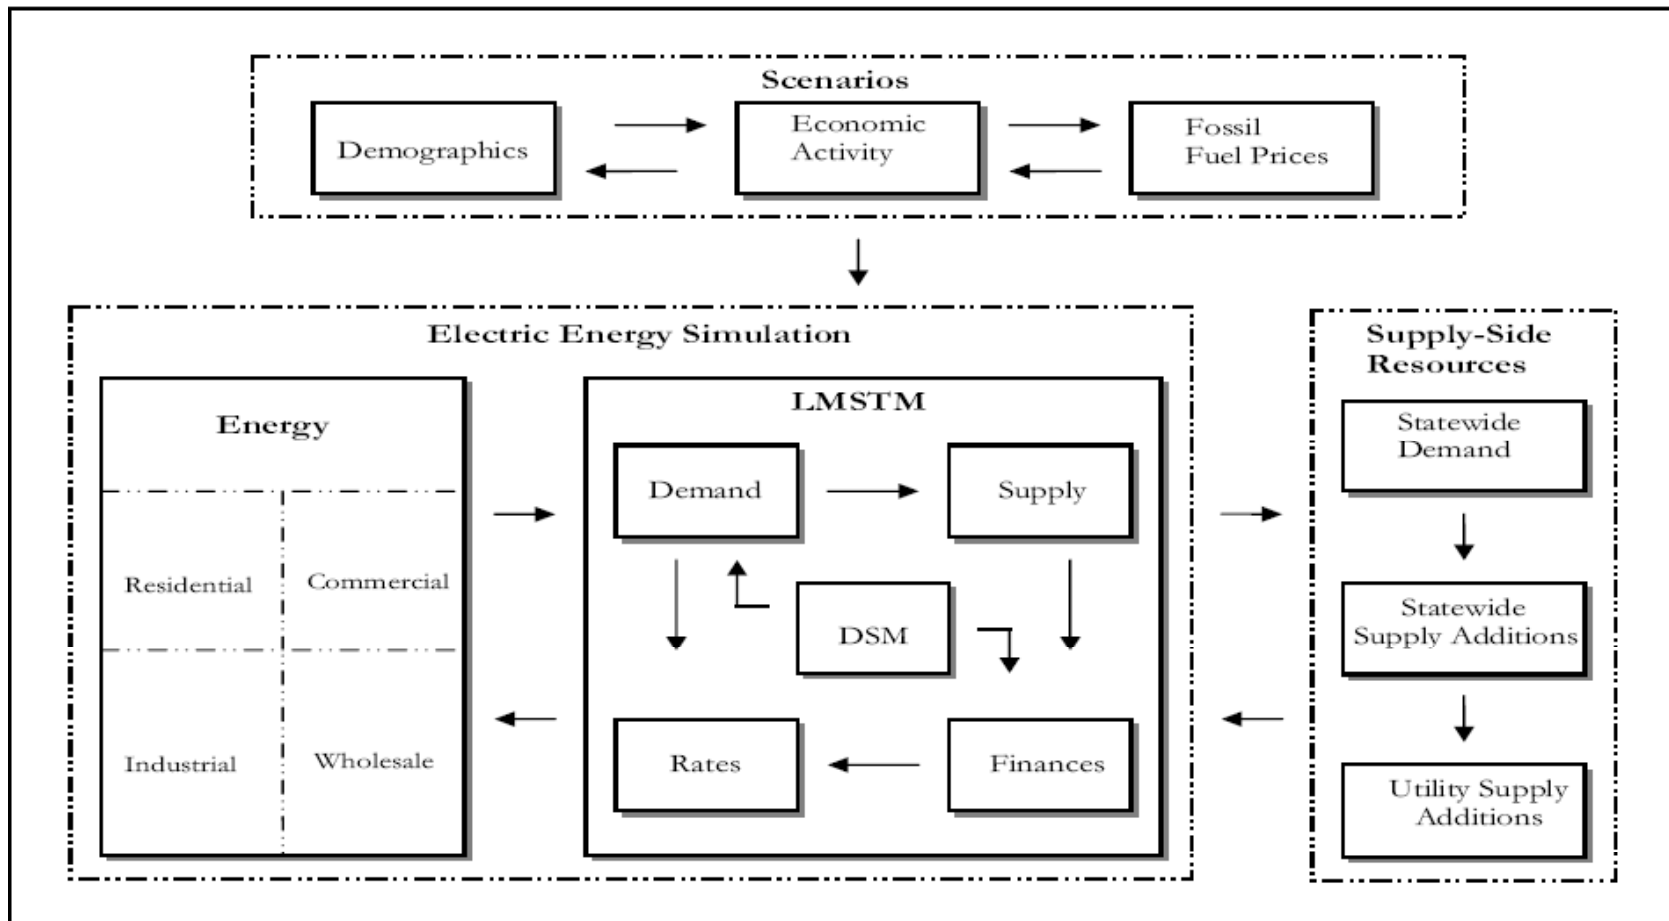 Scenarios
Demographics
Economic
Activity
Fossil
Fuel Prices
Electric Energy Simulation
Energy
Residential
Commercial
Industrial
Wholesale
LMSTM
Demand
Supply
DSM
Rates
Finances
Supply-Side
Resources
Statewide
Demand
Statewide
Supply Additions
Utility Supply
Additions